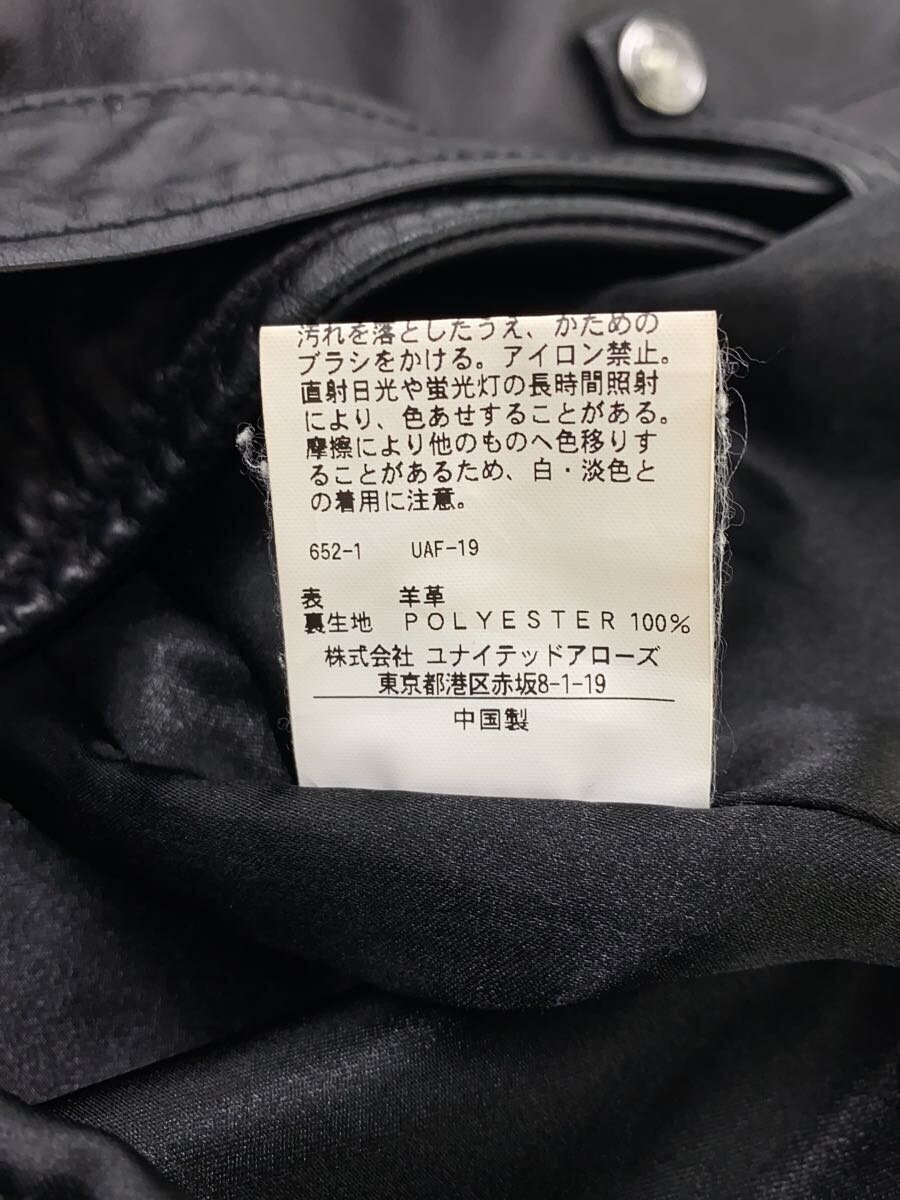 汚れを落としたうえ、かための
ブラシをかける。アイロン禁止。
直射日光や蛍光灯の長時間照射
により、色あせすることがある。
摩擦により他のものへ色移りす
ることがあるため、白・淡色と
の着用に注意。
652-1 UAF-19
表 羊革
裏生地 POLYESTER 100%
株式会社 ユナイテッドアローズ
東京都港区赤坂8-1-19
中国製